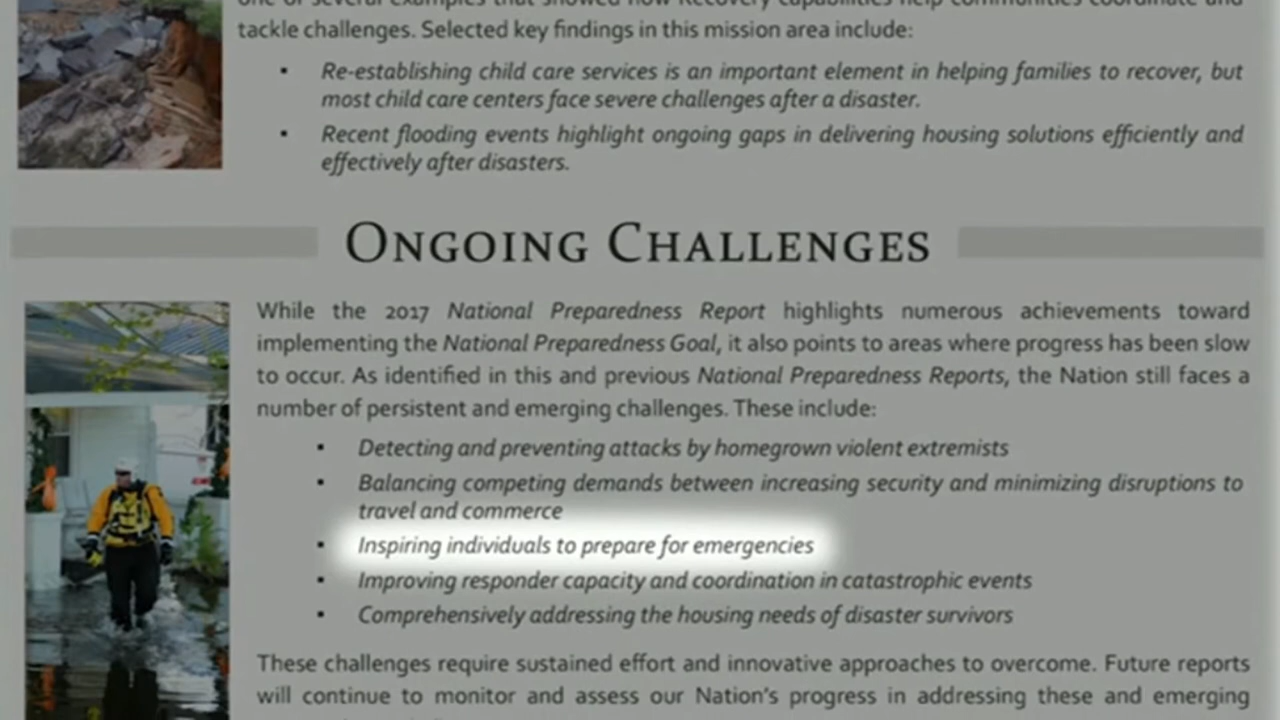 tackle challenges. Selected key findings in this mission area include:
▪ Re-establishing child care services is an important element in helping families to recover, but
most child care centers face severe challenges after a disaster.
▪ Recent flooding events highlight ongoing gaps in delivering housing solutions efficiently and
effectively after disasters.
ONGOING CHALLENGES
While the 2017 National Preparedness Report highlights numerous achievements toward
implementing the National Preparedness Goal, it also points to areas where progress has been slow
to occur. As identified in this and previous National Preparedness Reports, the Nation still faces a
number of persistent and emerging challenges. These include:
▪ Detecting and preventing attacks by homegrown violent extremists
▪ Balancing competing demands between increasing security and minimizing disruptions to
travel and commerce
▪ Inspiring individuals to prepare for emergencies
▪ Improving responder capacity and coordination in catastrophic events
▪ Comprehensively addressing the housing needs of disaster survivors
These challenges require sustained effort and innovative approaches to overcome. Future reports
will continue to monitor and assess our Nation's progress in addressing these and emerging